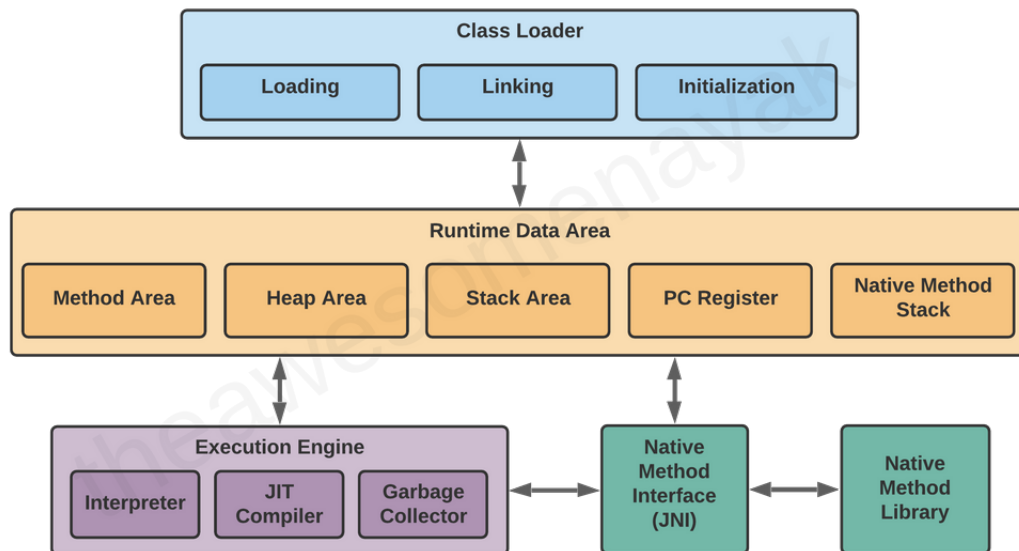 Class Loader
Loading
Linking
Initialization
Runtime Data Area
Method Area
Heap Area
Stack Area
PC Register
Native Method
Stack
Execution Engine
Interpreter
JIT
Compiler
Garbage
Collector
Native
Method
Interface
(JNI)
Native
Method
Library
theawesomenayak